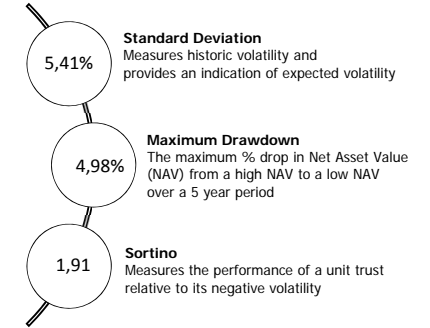 5,41%
Standard Deviation
Measures historic volatility and
provides an indication of expected volatility
4,98%
Maximum Drawdown
The maximum % drop in Net Asset Value
(NAV) from a high NAV to a low NAV
over a 5 year period
1,91
Sortino
Measures the performance of a unit trust
relative to its negative volatility